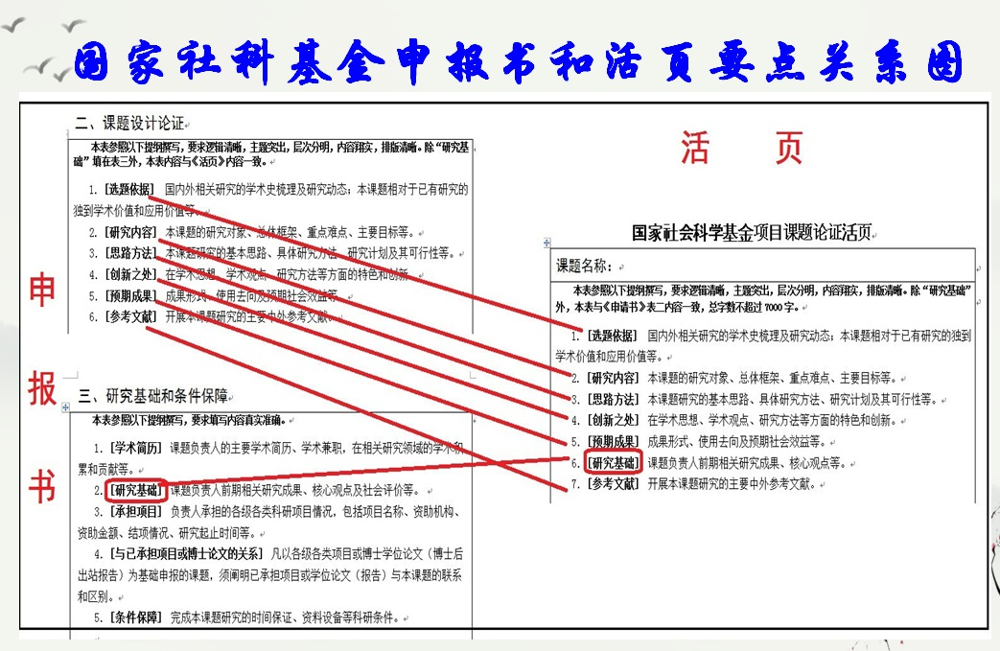 国家社科基金申报书和活页要点关系图
申报书
二、课题设计论证
本表参照以下提纲撰写，要求逻辑清晰，主题突出，层次分明，内容翔实，排版清晰。除“研究基
础”填在表三外，本表内容与《活页》内容一致。
1. [选题依据] 国内外相关研究的学术史梳理及研究动态；本课题相对于已有研究的
独到学术价值和应用价值等。
2. [研究内容] 本课题的研究对象、总体框架、重点难点、主要目标等。
3. [思路方法] 本课题研究的基本思路、具体研究方法、研究计划及其可行性等。
4. [创新之处] 在学术思想、学术观点、研究方法等方面的特色和创新。
5. [预期成果] 成果形式、使用去向及预期社会效益等。
6. [参考文献] 开展本课题研究的主要中外参考文献。
三、研究基础和条件保障
本表参照以下提纲撰写，要求填写内容真实准确。
1. [学术简历] 课题负责人的主要学术简历、学术兼职，在相关研究领域的学术积
累和贡献等。
2. [研究基础] 课题负责人前期相关研究成果、核心观点及社会评价等。
3. [承担项目] 负责人承担的各级各类科研项目情况，包括项目名称、资助机构、
资助金额、结项情况、研究起止时间等。
4. [与已承担项目或博士论文的关系] 凡以各级各类项目或博士学位论文（博士后
出站报告）为基础申报的课题，须阐明已承担项目或学位论文（报告）与本课题的联系
和区别。
5. [条件保障] 完成本课题研究的时间保证、资料设备等科研条件。
活 页
国家社会科学基金项目课题论证活页
课题名称：
本表参照以下提纲撰写，要求逻辑清晰，主题突出，层次分明，内容翔实，排版清晰。除“研究基础”
外，本表与《申请书》表二内容一致，总字数不超过 7000 字。
1. [选题依据] 国内外相关研究的学术史梳理及研究动态；本课题相对于已有研究的独到
学术价值和应用价值等。
2. [研究内容] 本课题的研究对象、总体框架、重点难点、主要目标等。
3. [思路方法] 本课题研究的基本思路、具体研究方法、研究计划及其可行性等。
4. [创新之处] 在学术思想、学术观点、研究方法等方面的特色和创新。
5. [预期成果] 成果形式、使用去向及预期社会效益等。
6. [研究基础] 课题负责人前期相关研究成果、核心观点等。
7. [参考文献] 开展本课题研究的主要中外参考文献。